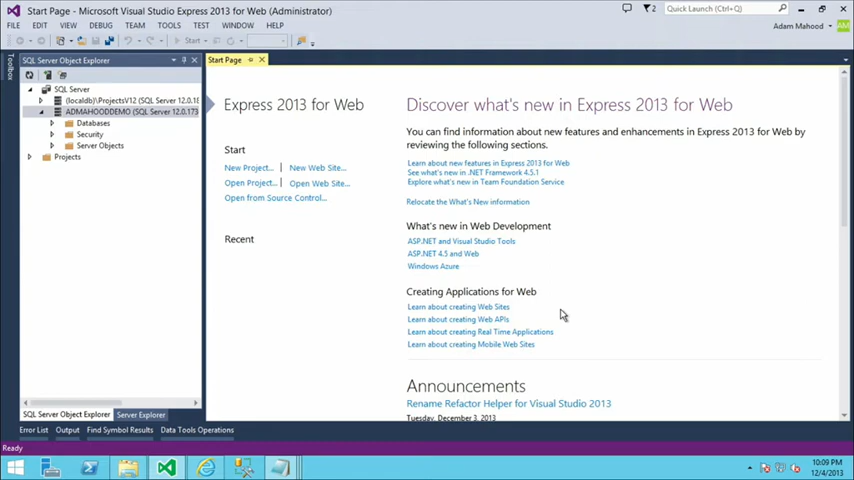 Start Page - Microsoft Visual Studio Express 2013 for Web (Administrator)
2
Quick Launch (Ctrl+Q)
FILE EDIT VIEW DEBUG TEAM TOOLS TEST WINDOW HELP
Adam Mahood
AM
Start
Toolbox
SQL Server Object Explorer
Start Page
SQL Server
(localdb)\ProjectsV12 (SQL Server 12.0.18
ADMAHOODDEMO (SQL Server 12.0.173
Databases
Security
Server Objects
Projects
Express 2013 for Web
Start
New Project...
New Web Site...
Open Project...
Open Web Site...
Open from Source Control...
Recent
Discover what's new in Express 2013 for Web
You can find information about new features and enhancements in Express 2013 for Web by
reviewing the following sections.
Learn about new features in Express 2013 for Web
See what's new in .NET Framework 4.5.1
Explore what's new in Team Foundation Service
Relocate the What's New information
What's new in Web Development
ASP.NET and Visual Studio Tools
ASP.NET 4.5 and Web
Windows Azure
Creating Applications for Web
Learn about creating Web Sites
Learn about creating Web APIs
Learn about creating Real Time Applications
Learn about creating Mobile Web Sites
Announcements
Rename Refactor Helper for Visual Studio 2013
Tuesday, December 3, 2013
SQL Server Object Explorer
Server Explorer
Error List Output Find Symbol Results Data Tools Operations
Ready
10:09 PM
12/4/2013